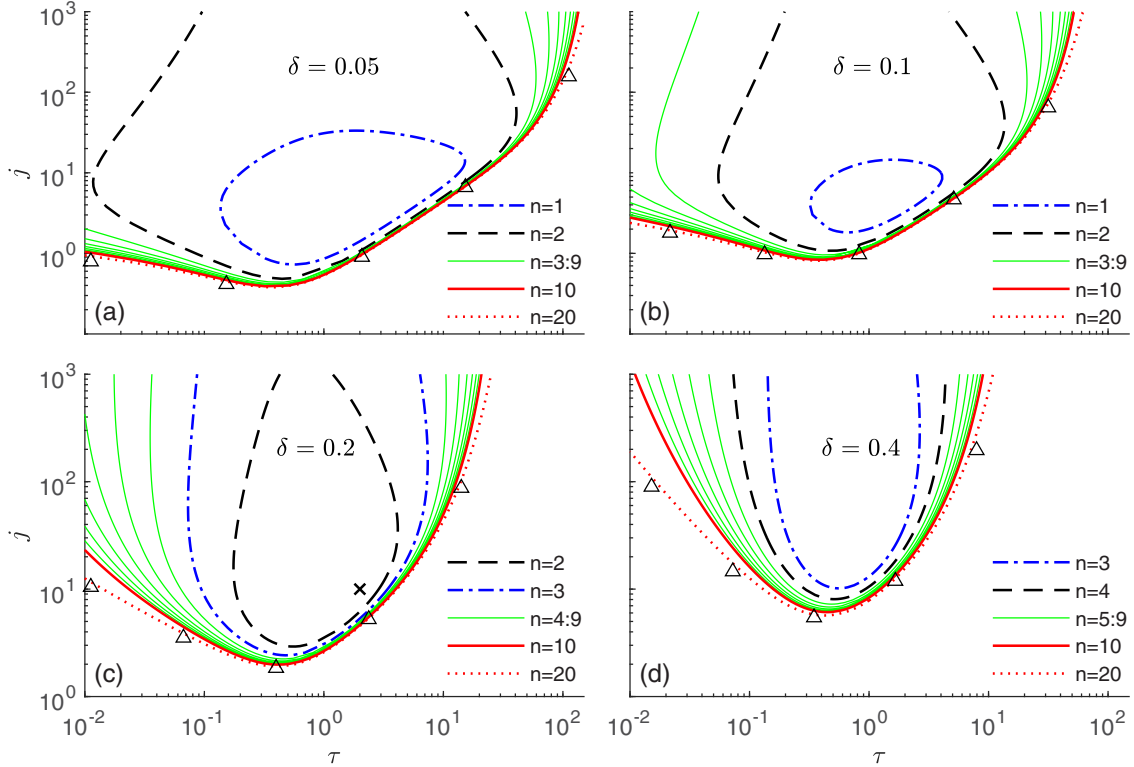 10^3
10^2
10^1
10^0
j
δ = 0.05
(a)
n=1
n=2
n=3:9
n=10
n=20
δ = 0.1
(b)
n=1
n=2
n=3:9
n=10
n=20
10^3
10^2
10^1
10^0
j
δ = 0.2
(c)
n=2
n=3
n=4:9
n=10
n=20
10^-2 10^-1 10^0 10^1 10^2
τ
δ = 0.4
(d)
n=3
n=4
n=5:9
n=10
n=20
10^-2 10^-1 10^0 10^1 10^2
τ